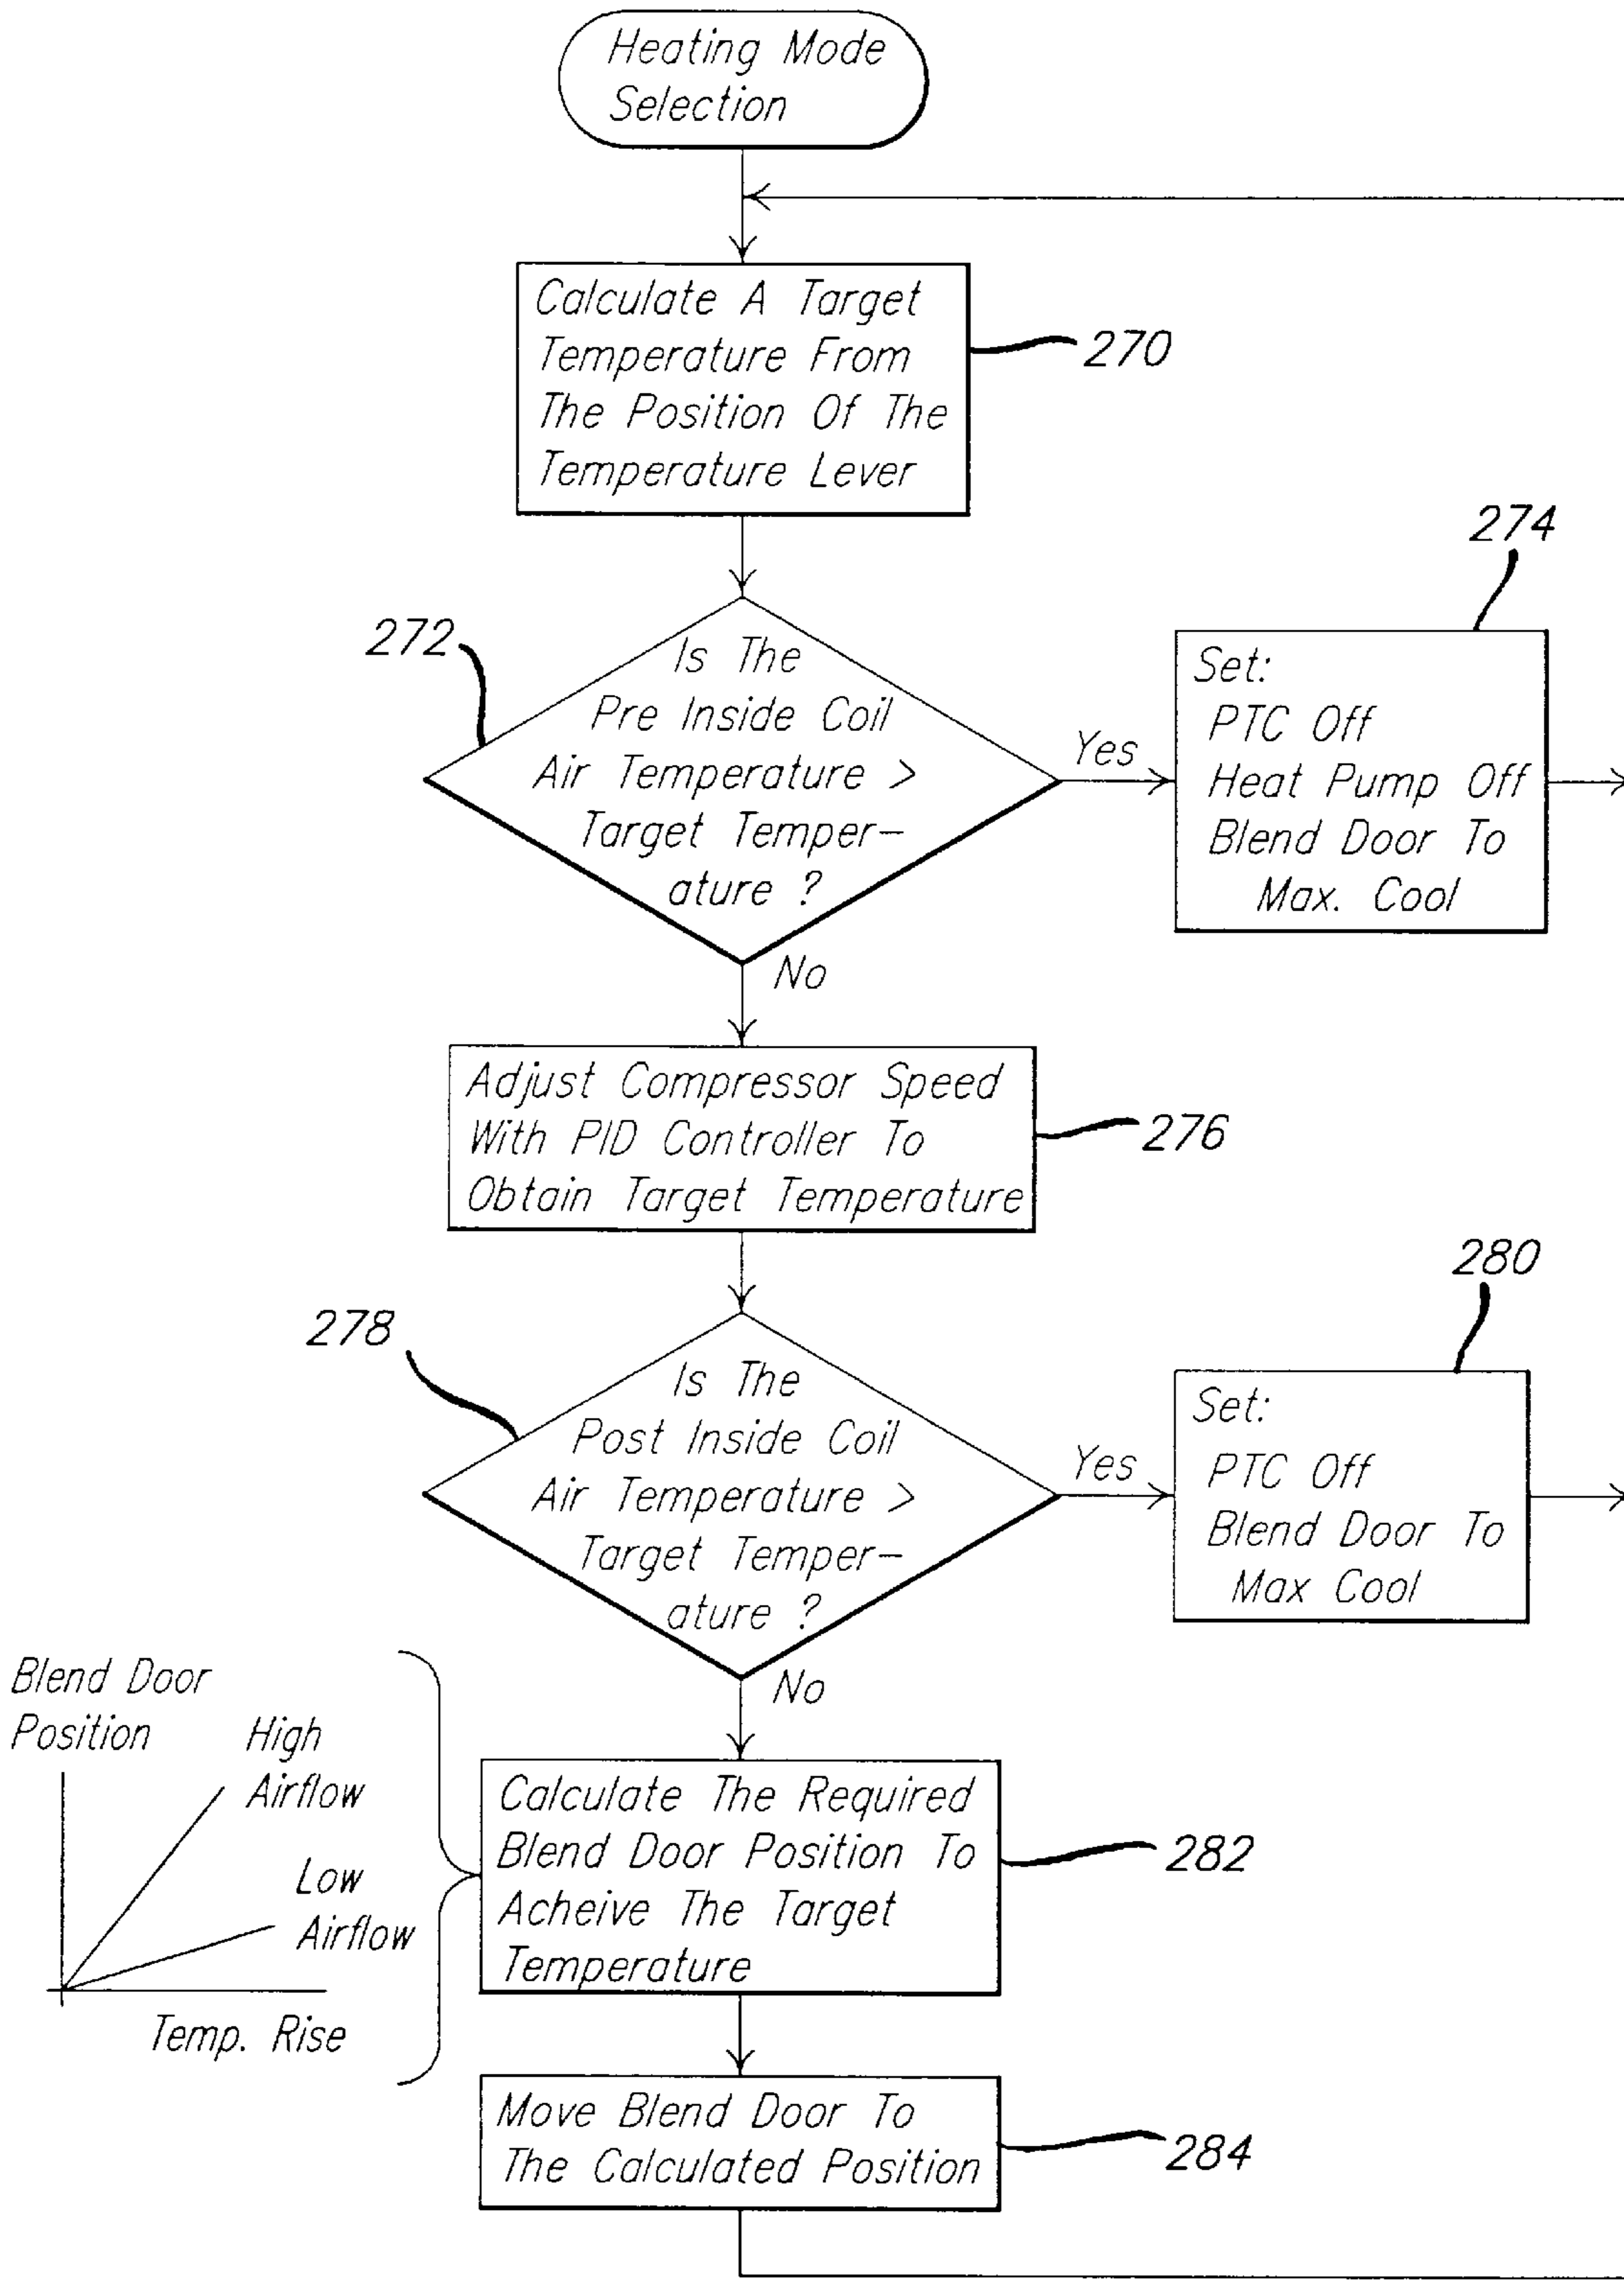 Heating Mode
Selection
Calculate A Target
Temperature From
The Position Of The
Temperature Lever
270
272
Is The
Pre Inside Coil
Air Temperature >
Target Temper-
ature ?
Yes
274
Set:
PTC Off
Heat Pump Off
Blend Door To
Max. Cool
No
Adjust Compressor Speed
With PID Controller To
Obtain Target Temperature
276
278
Is The
Post Inside Coil
Air Temperature >
Target Temper-
ature ?
Yes
280
Set:
PTC Off
Blend Door To
Max Cool
No
Blend Door
Position
High
Airflow
Low
Airflow
Temp. Rise
Calculate The Required
Blend Door Position To
Acheive The Target
Temperature
282
Move Blend Door To
The Calculated Position
284